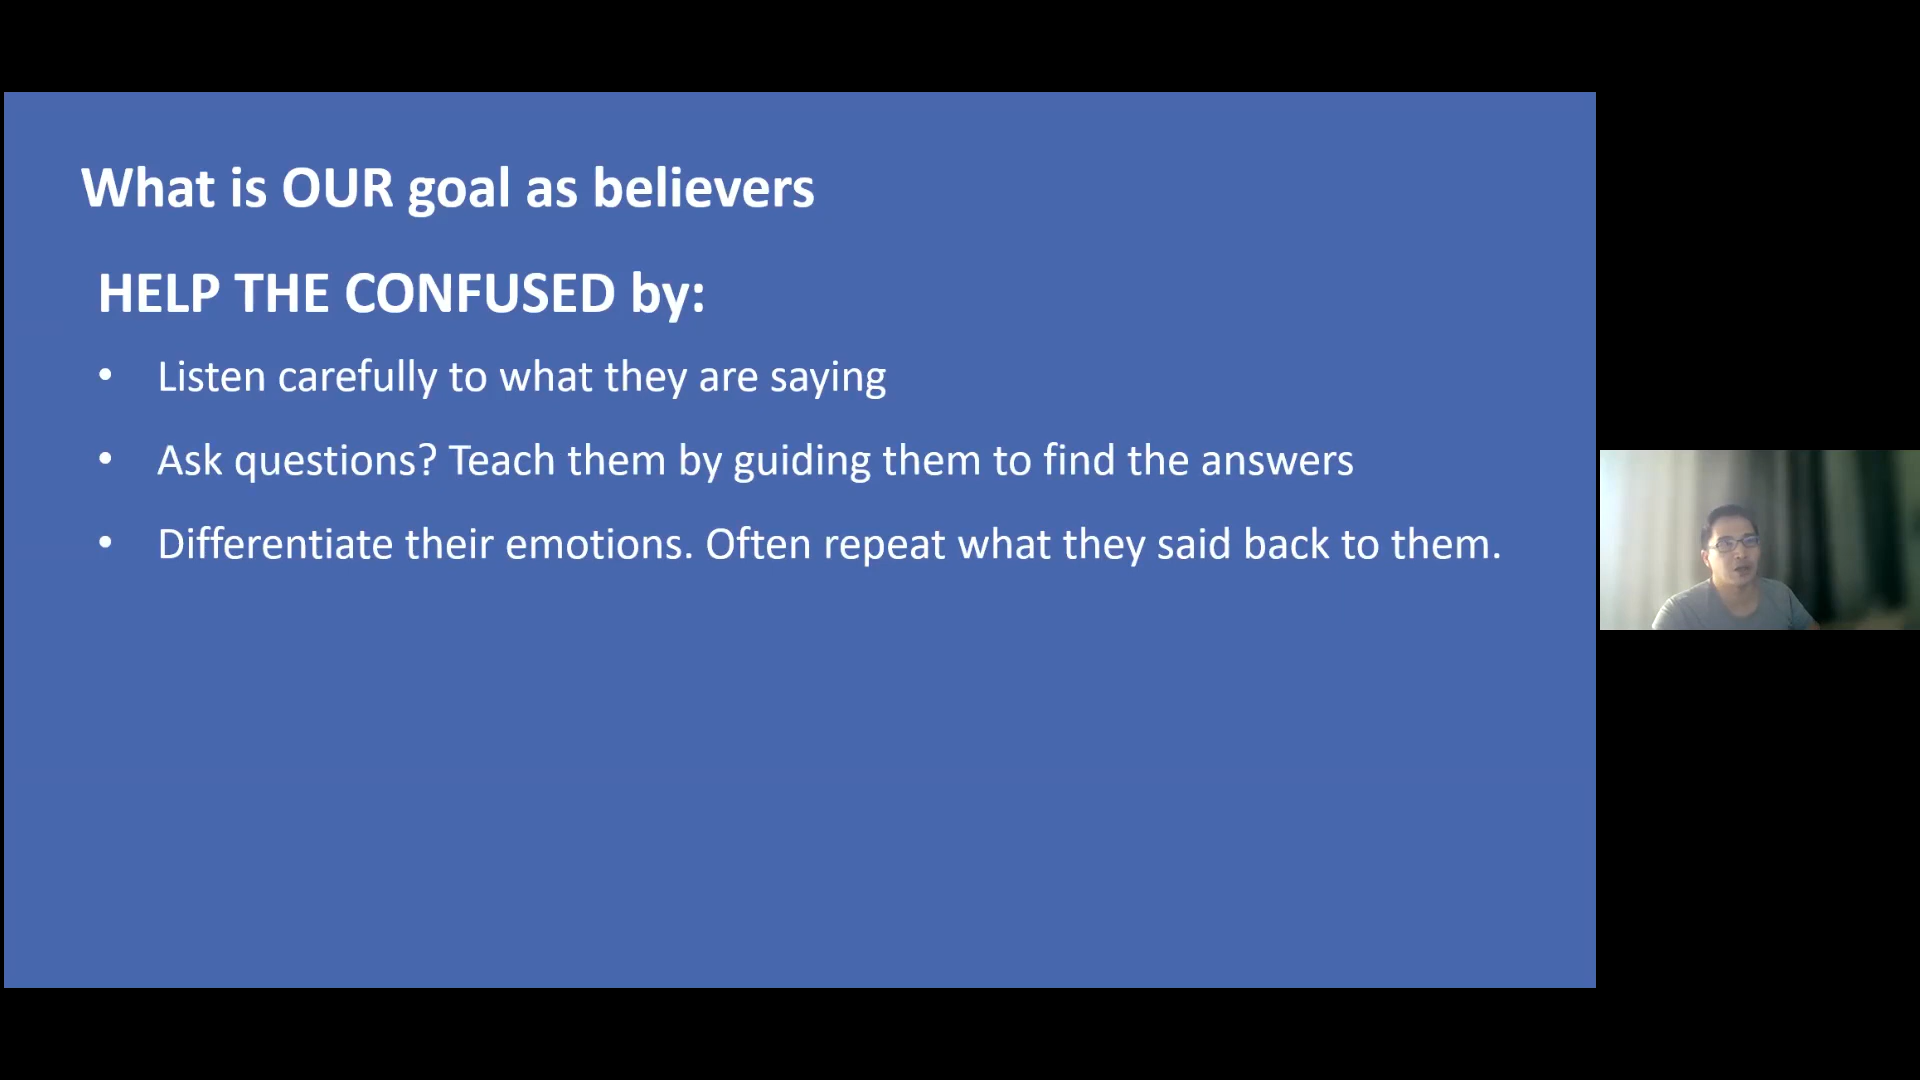 What is OUR goal as believers
HELP THE CONFUSED by:
• Listen carefully to what they are saying
• Ask questions? Teach them by guiding them to find the answers
• Differentiate their emotions. Often repeat what they said back to them.